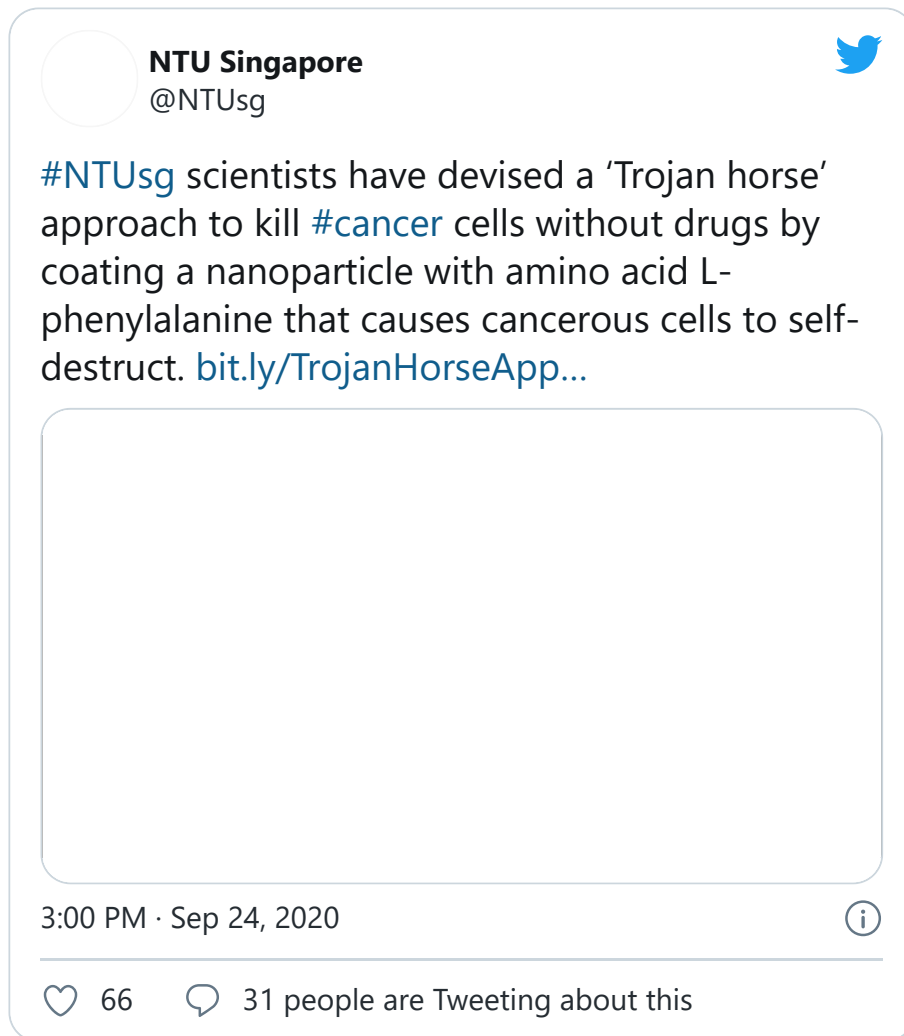 NTU Singapore
@NTUsg
#NTUsg scientists have devised a ‘Trojan horse’
approach to kill #cancer cells without drugs by
coating a nanoparticle with amino acid L-
phenylalanine that causes cancerous cells to self-
destruct. bit.ly/TrojanHorseApp…
3:00 PM · Sep 24, 2020
66 31 people are Tweeting about this